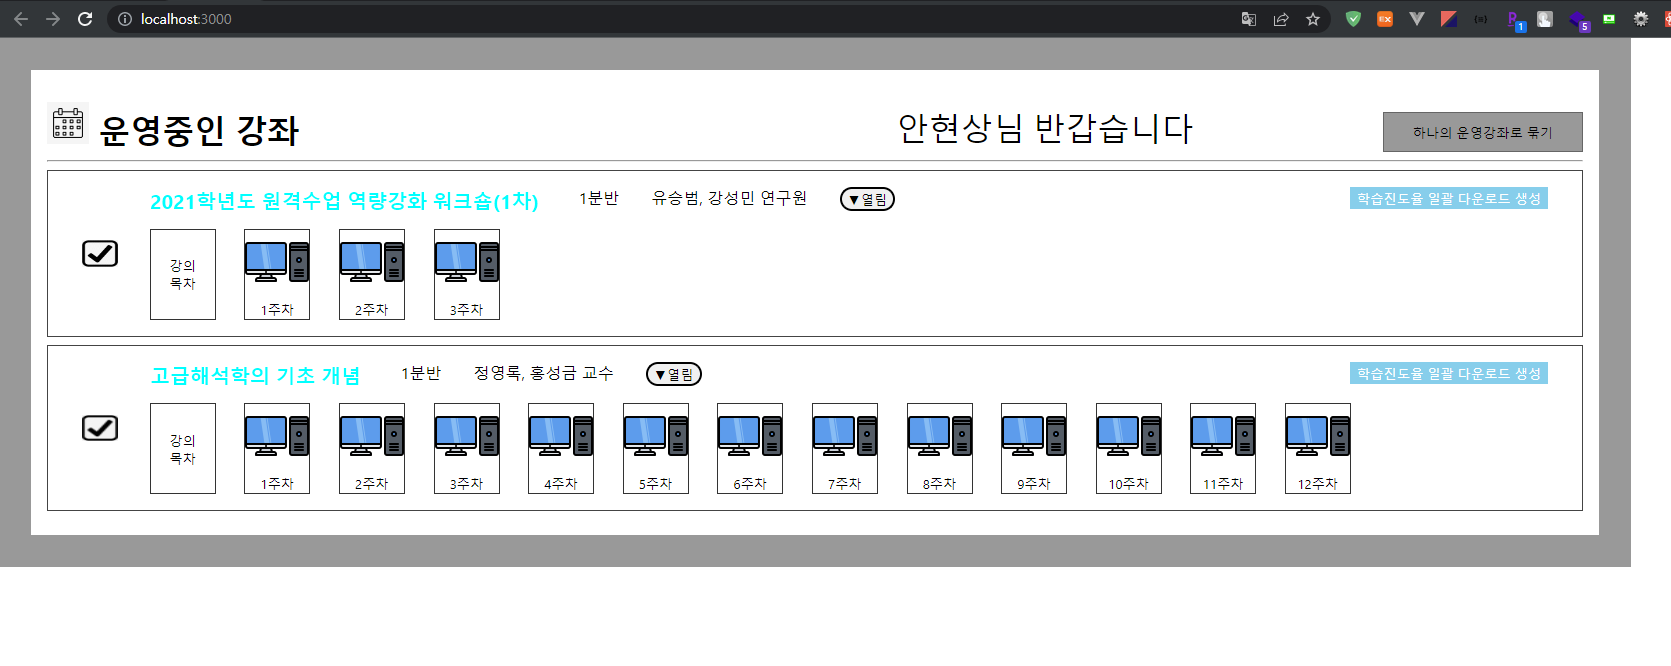 localhost:3000
EX
1
5
운영중인 강좌
안현상님 반갑습니다
하나의 운영강좌로 묶기
2021학년도 원격수업 역량강화 워크숍(1차)
1분반
유승범, 강성민 연구원
▼열림
학습진도율 일괄 다운로드 생성
강의
목차
1주차
2주차
3주차
고급해석학의 기초 개념
1분반
정영록, 홍성금 교수
▼열림
학습진도율 일괄 다운로드 생성
강의
목차
1주차
2주차
3주차
4주차
5주차
6주차
7주차
8주차
9주차
10주차
11주차
12주차